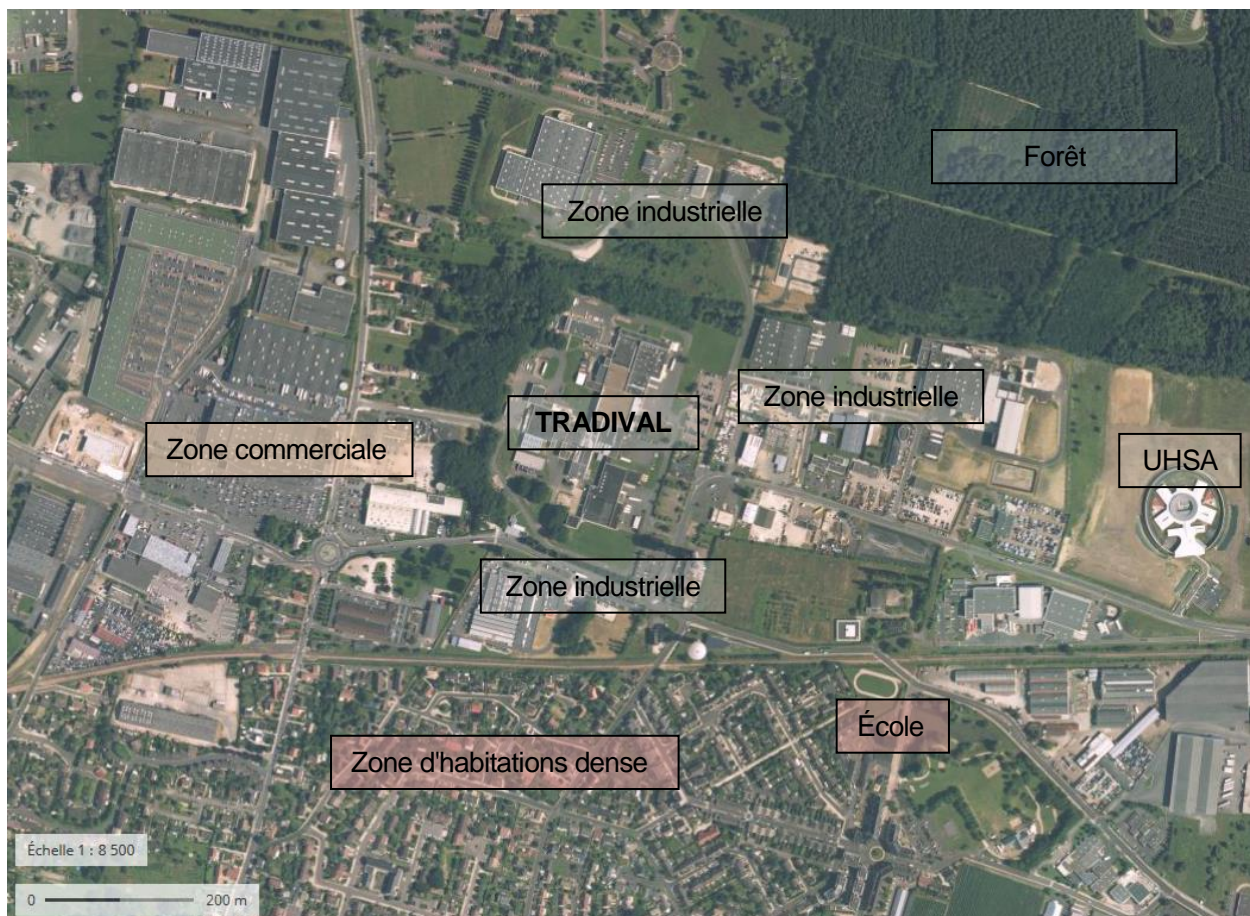 Forêt
Zone industrielle
Zone industrielle
TRADIVAL
Zone commerciale
UHSA
Zone industrielle
École
Zone d'habitations dense
Échelle 1 : 8 500
0 200 m